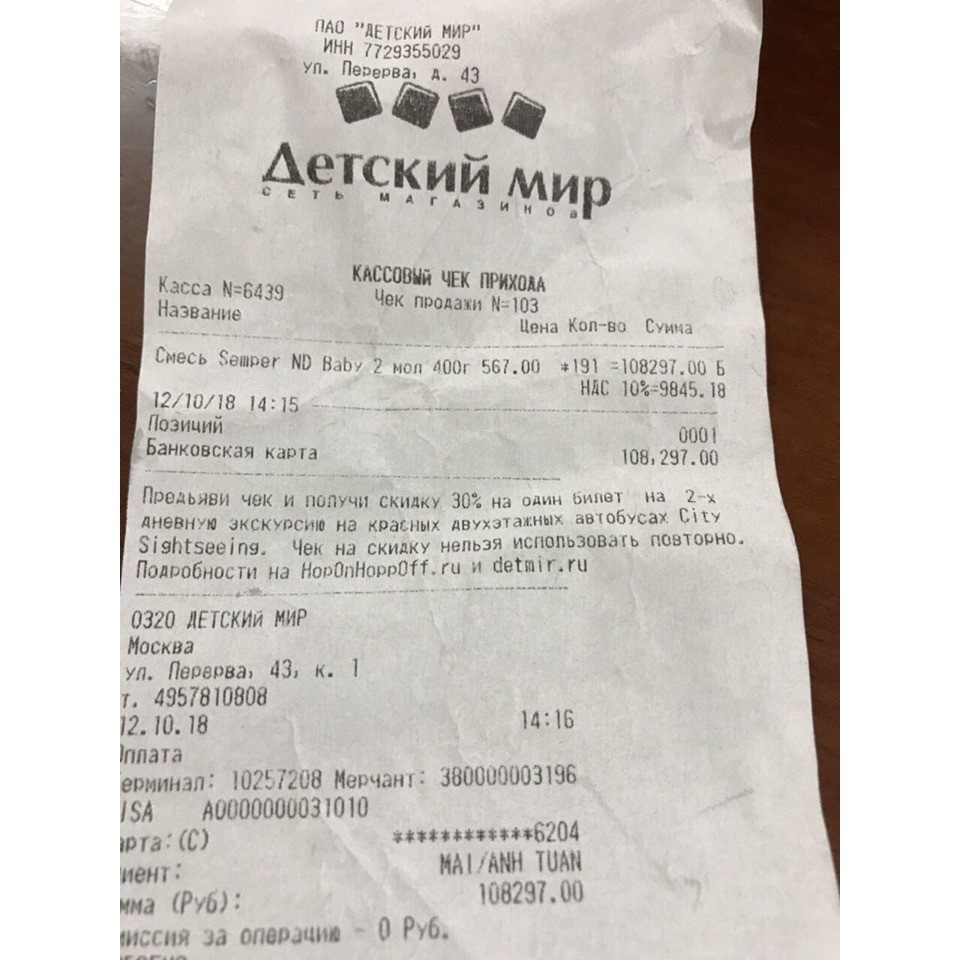 ПАО "ДЕТСКИЙ МИР"
ИНН 7729355029
ул. Перерва, д. 43
Детский мир
СЕТЬ МАГАЗИНОВ
КАССОВЫЙ ЧЕК ПРИХОДА
Касса N=6439 Чек продажи N=103
Название Цена Кол-во Сумма
Смесь Semper ND Baby 2 мол 400г 567.00 *191 =108297.00 Б
НДС 10%=9845.18
12/10/18 14:15
Позиций 0001
Банковская карта 108,297.00
Предьяви чек и получи скидку 30% на один билет на 2-х
дневную экскурсию на красных двухэтажных автобусах City
Sightseeing. Чек на скидку нельзя использовать повторно.
Подробности на HopOnHoppOff.ru и detmir.ru
0320 ДЕТСКИЙ МИР
Москва
ул. Перерва, 43, к. 1
т. 4957810808
12.10.18 14:16
Оплата
ерминал: 10257208 Мерчант: 380000003196
ISA A0000000031010
арта:(C) ************6204
иент: MAI/ANH TUAN
мма (Руб): 108297.00
миссия за операцию - 0 Руб.